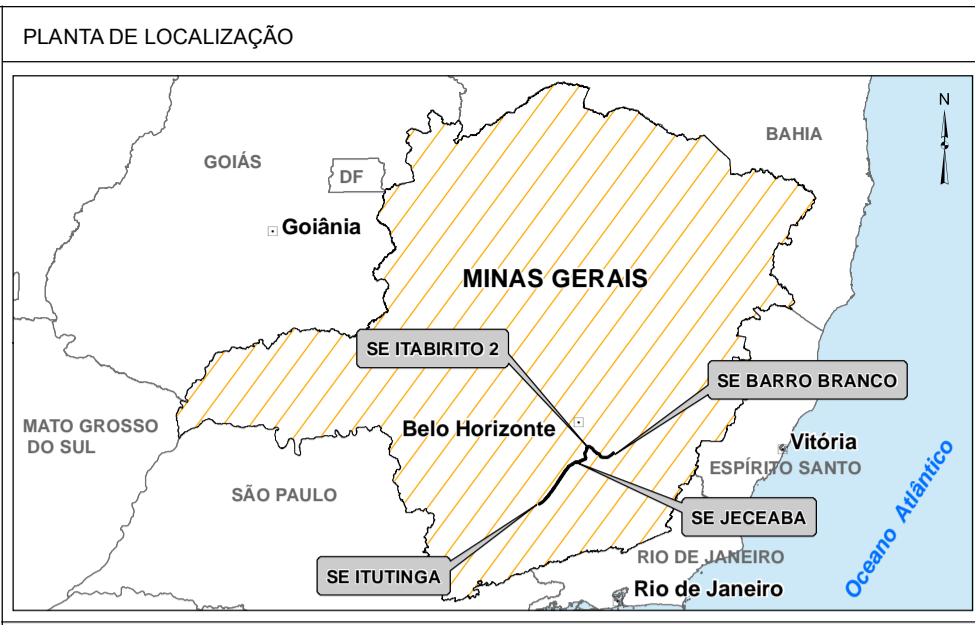 PLANTA DE LOCALIZAÇÃO
N
BAHIA
GOIÁS
DF
Goiânia
MINAS GERAIS
SE ITABIRITO 2
SE BARRO BRANCO
MATO GROSSO
DO SUL
Belo Horizonte
Vitória
ESPÍRITO SANTO
SÃO PAULO
SE JECEABA
Oceano Atlântico
RIO DE JANEIRO
SE ITUTINGA
Rio de Janeiro